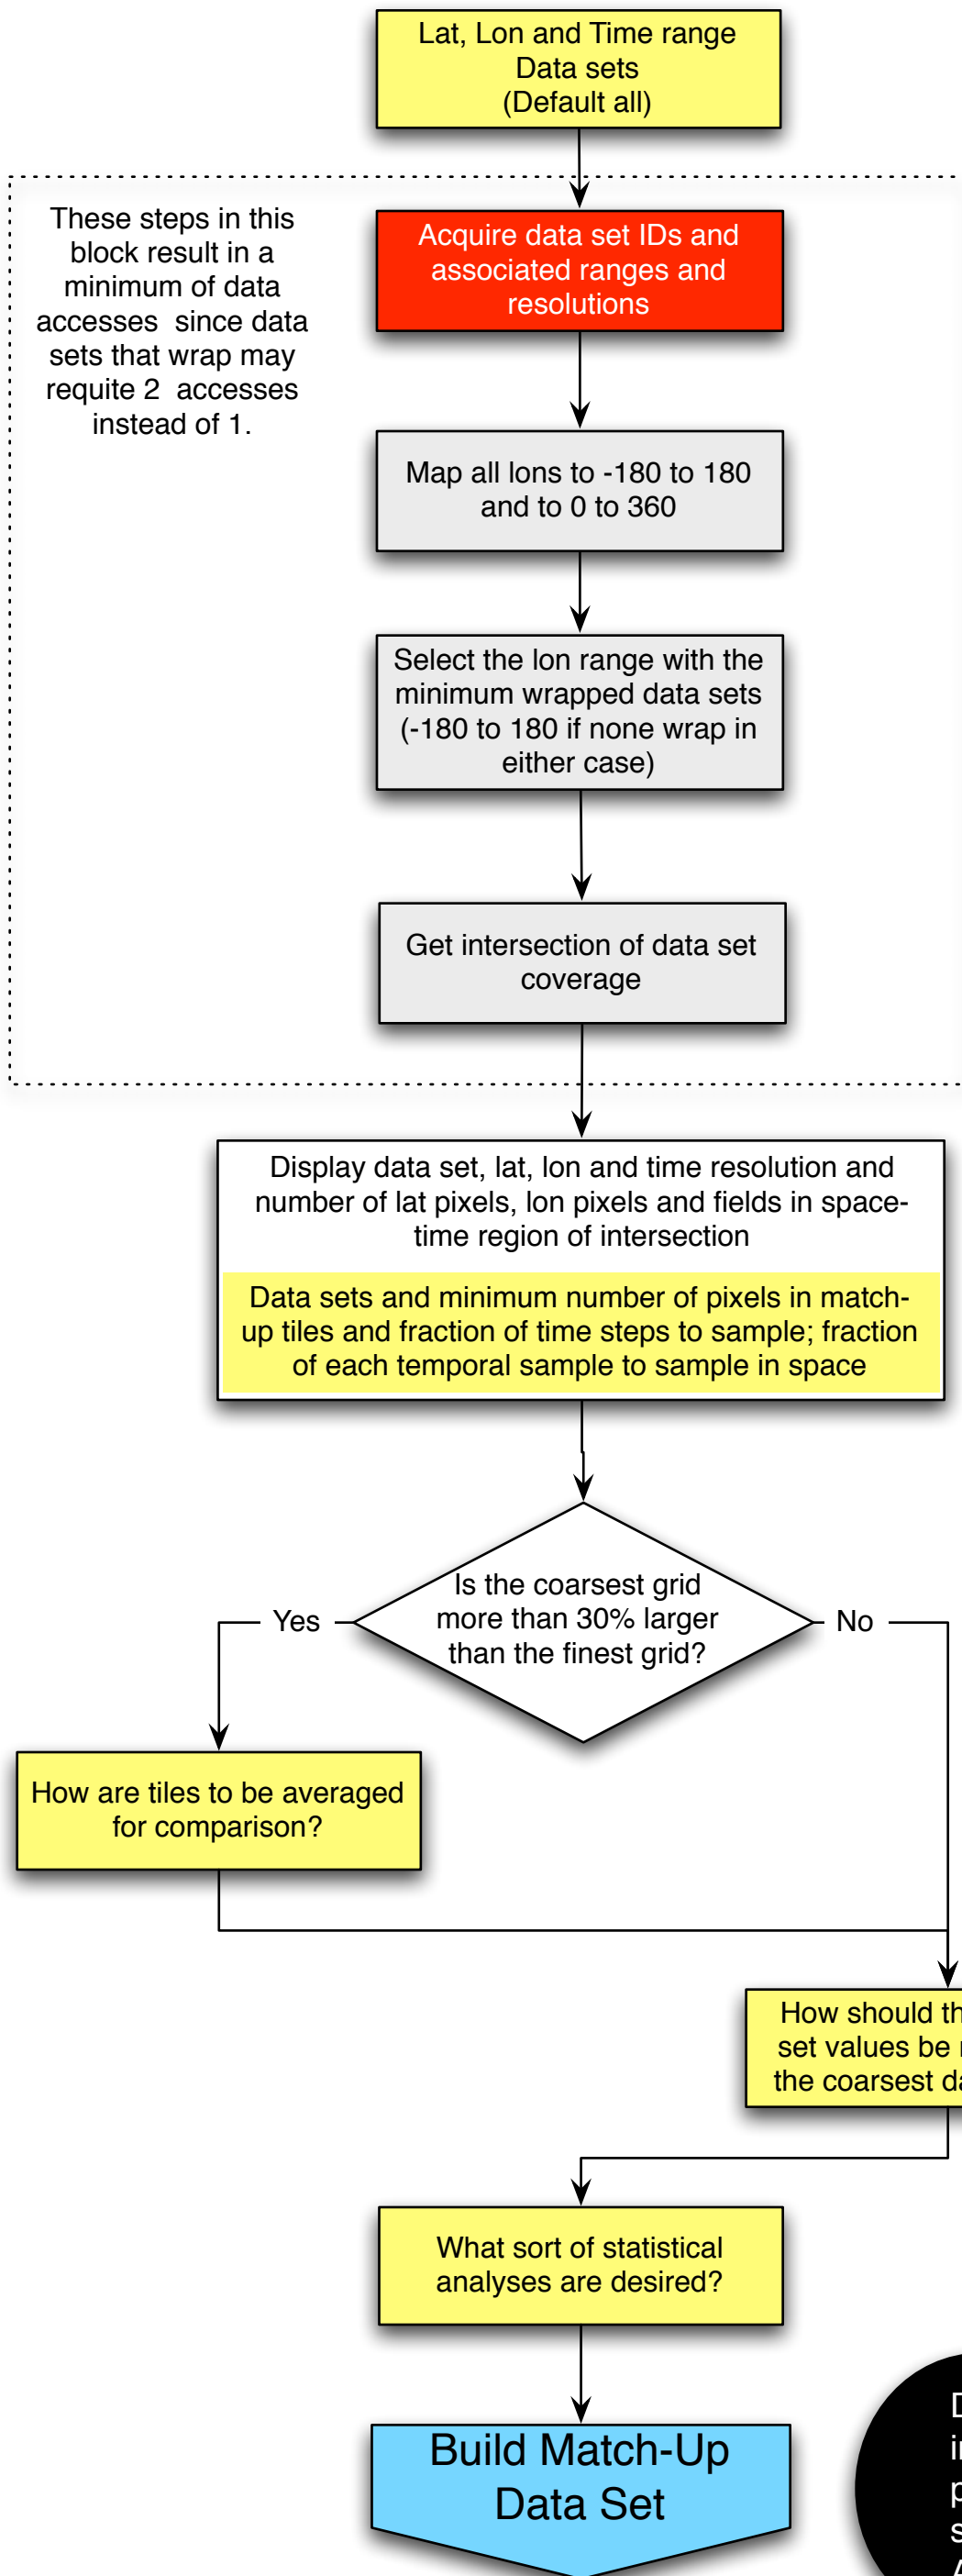 Lat, Lon and Time range
Data sets
(Default all)
These steps in this
block result in a
minimum of data
accesses since data
sets that wrap may
requite 2 accesses
instead of 1.
Acquire data set IDs and
associated ranges and
resolutions
Map all lons to -180 to 180
and to 0 to 360
Select the lon range with the
minimum wrapped data sets
(-180 to 180 if none wrap in
either case)
Get intersection of data set
coverage
Display data set, lat, lon and time resolution and
number of lat pixels, lon pixels and fields in space-
time region of intersection
Data sets and minimum number of pixels in match-
up tiles and fraction of time steps to sample; fraction
of each temporal sample to sample in space
Is the coarsest grid
more than 30% larger
than the finest grid?
Yes
No
How are tiles to be averaged
for comparison?
How should
set values be
the coarsest
What sort of statistical
analyses are desired?
Build Match-Up
Data Set